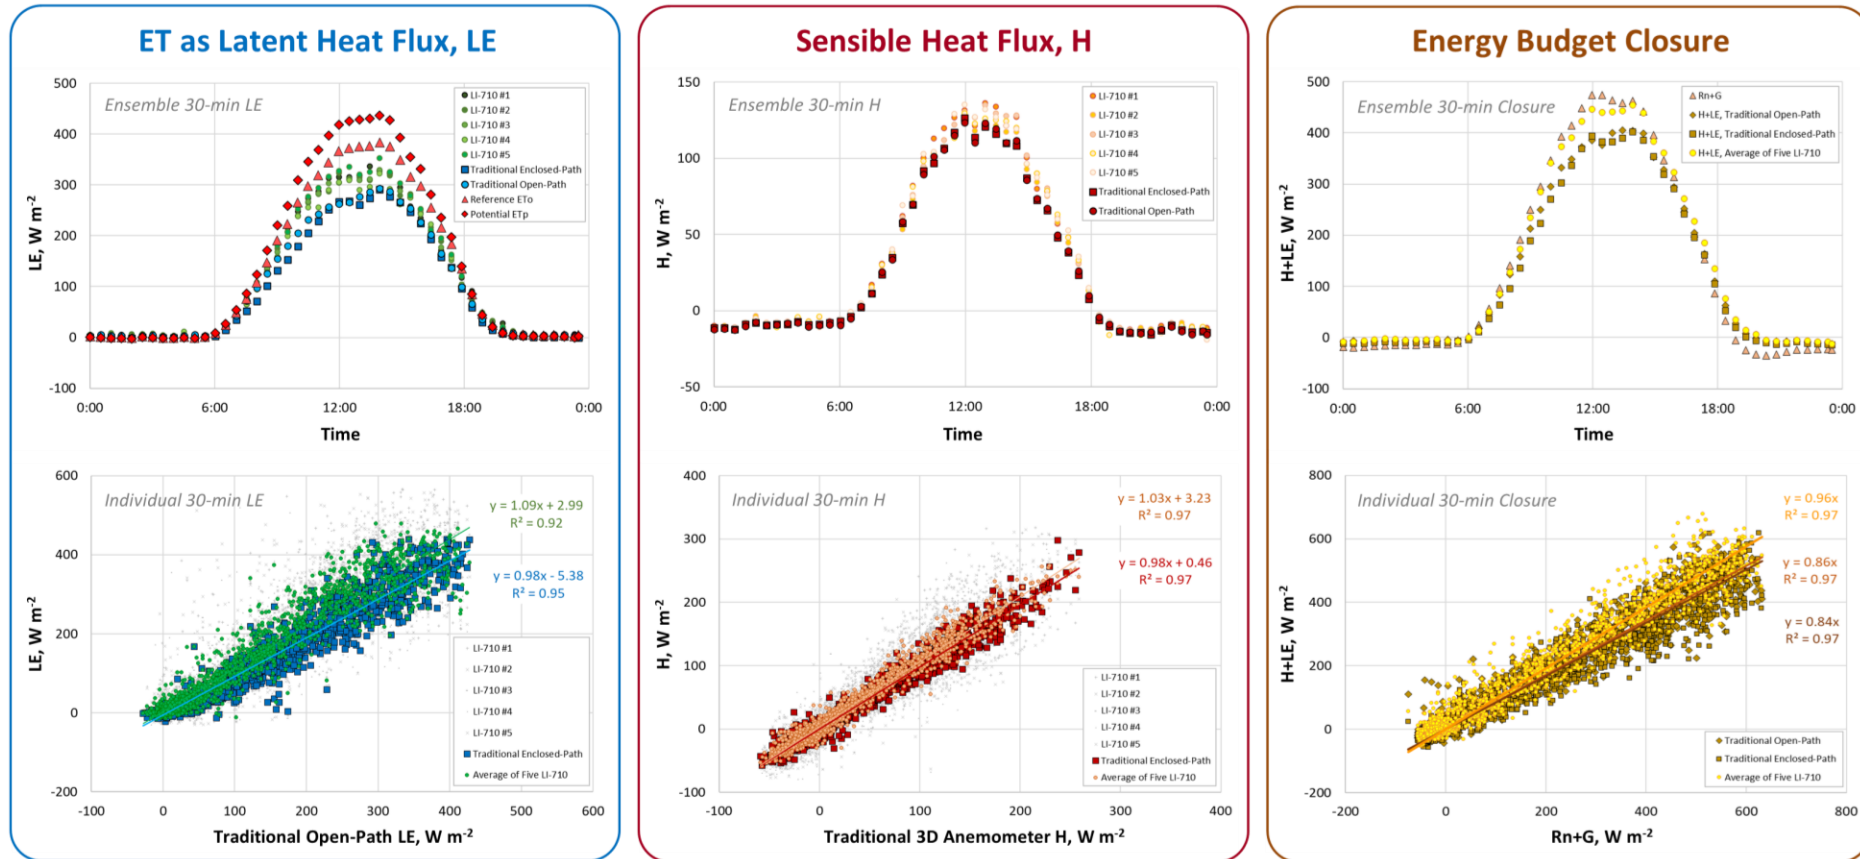 ET as Latent Heat Flux, LE
500
400
300
200
100
0
-100
LE, W m-2
Ensemble 30-min LE
LI-710 #1
LI-710 #2
LI-710 #3
LI-710 #4
LI-710 #5
Traditional Enclosed-Path
Traditional Open-Path
Reference ETo
Potential ETp
0:00 6:00 12:00 18:00 0:00
Time
600
400
200
0
-200
LE, W m-2
Individual 30-min LE
y = 1.09x + 2.99
R² = 0.92
y = 0.98x - 5.38
R² = 0.95
LI-710 #1
LI-710 #2
LI-710 #3
LI-710 #4
LI-710 #5
Traditional Enclosed-Path
Average of Five LI-710
-100 0 100 200 300 400 500 600
Traditional Open-Path LE, W m-2
Sensible Heat Flux, H
150
100
50
0
-50
H, W m-2
Ensemble 30-min H
LI-710 #1
LI-710 #2
LI-710 #3
LI-710 #4
LI-710 #5
Traditional Enclosed-Path
Traditional Open-Path
0:00 6:00 12:00 18:00 0:00
Time
400
300
200
100
0
-100
H, W m-2
Individual 30-min H
y = 1.03x + 3.23
R² = 0.97
y = 0.98x + 0.46
R² = 0.97
LI-710 #1
LI-710 #2
LI-710 #3
LI-710 #4
LI-710 #5
Traditional Enclosed-Path
Average of Five LI-710
-100 0 100 200 300 400
Traditional 3D Anemometer H, W m-2
Energy Budget Closure
500
400
300
200
100
0
-100
H+LE, W m-2
Ensemble 30-min Closure
Rn+G
H+LE, Traditional Open-Path
H+LE, Traditional Enclosed-Path
H+LE, Average of Five LI-710
0:00 6:00 12:00 18:00 0:00
Time
800
600
400
200
0
-200
H+LE, W m-2
Individual 30-min Closure
y = 0.96x
R² = 0.97
y = 0.86x
R² = 0.97
y = 0.84x
R² = 0.97
Traditional Open-Path
Traditional Enclosed-Path
Average of Five LI-710
-200 0 200 400 600 800
Rn+G, W m-2